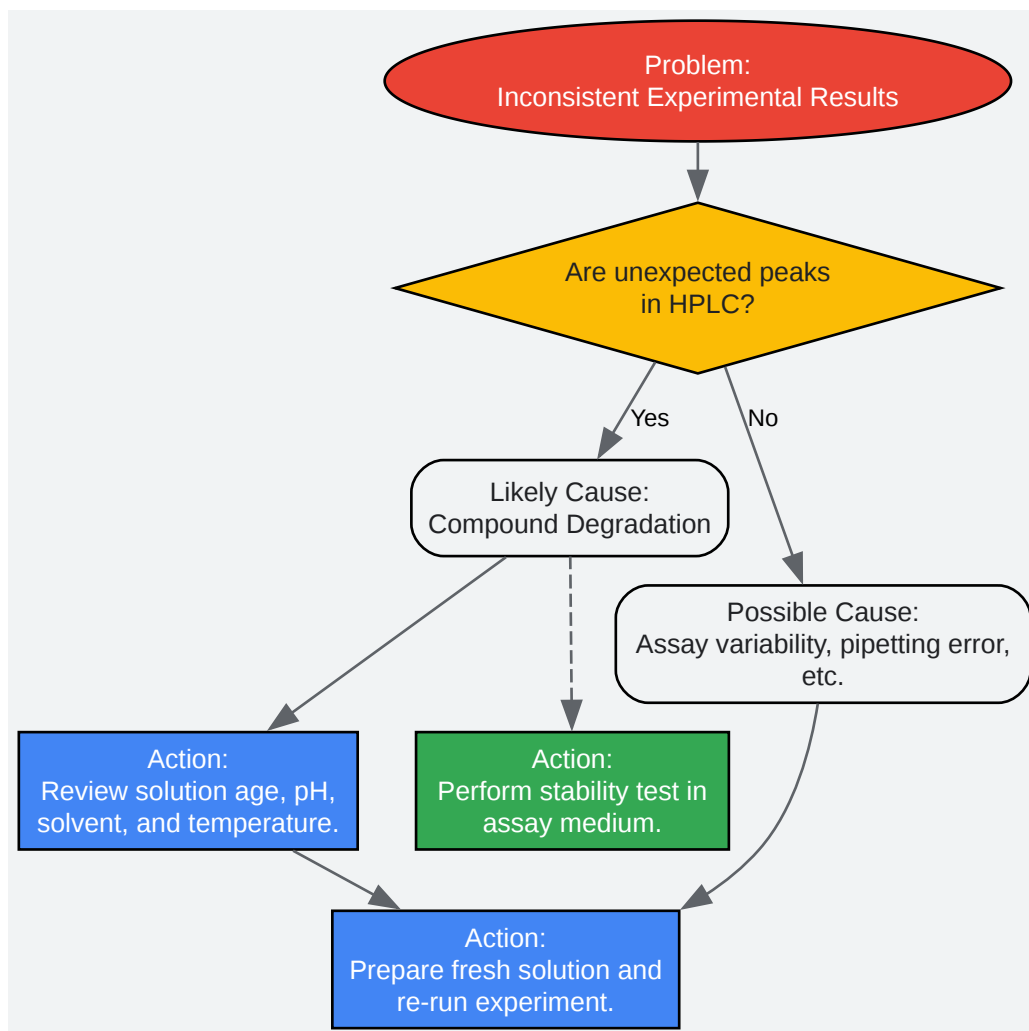 Problem:
Inconsistent Experimental Results
Are unexpected peaks
in HPLC?
Yes
No
Likely Cause:
Compound Degradation
Possible Cause:
Assay variability, pipetting error,
etc.
Action:
Review solution age, pH,
solvent, and temperature.
Action:
Perform stability test in
assay medium.
Action:
Prepare fresh solution and
re-run experiment.